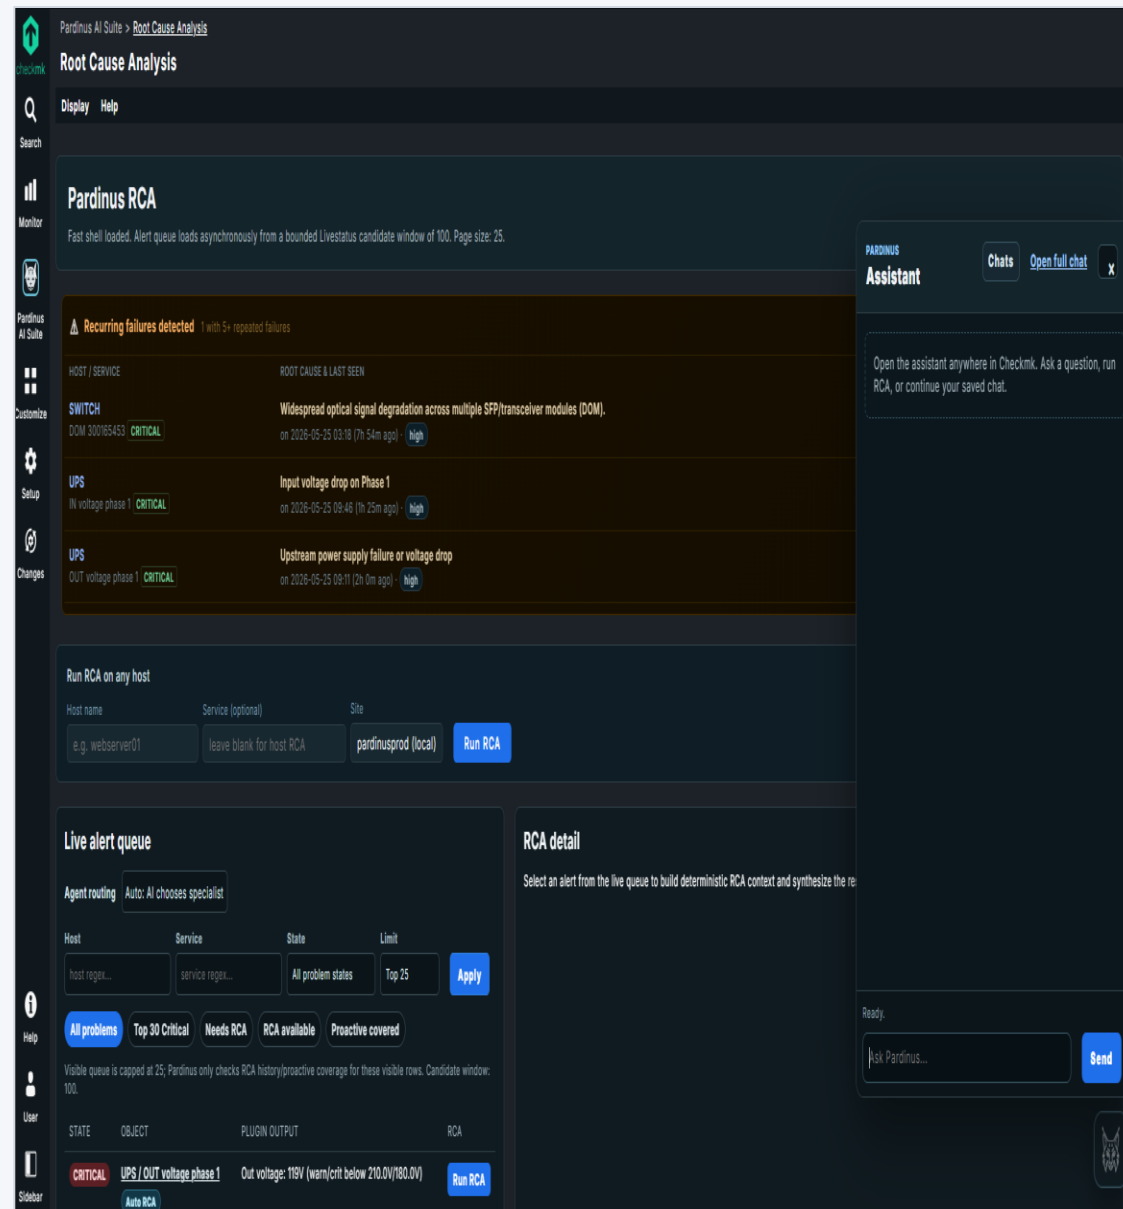 checkmk
Pardinus AI Suite > Root Cause Analysis
Root Cause Analysis
Display Help
Search
Monitor
Pardinus
AI Suite
Customize
Setup
Changes
Help
User
Sidebar
Pardinus RCA
Fast shell loaded. Alert queue loads asynchronously from a bounded Livestatus candidate window of 100. Page size: 25.
Recurring failures detected 1 with 5+ repeated failures
HOST / SERVICE ROOT CAUSE & LAST SEEN
SWITCH Widespread optical signal degradation across multiple SFP/transceiver modules (DOM).
DOM 300165453 CRITICAL on 2026-05-25 03:18 (7h 54m ago) · high
UPS Input voltage drop on Phase 1
IN voltage phase 1 CRITICAL on 2026-05-25 09:46 (1h 25m ago) · high
UPS Upstream power supply failure or voltage drop
OUT voltage phase 1 CRITICAL on 2026-05-25 09:11 (2h 0m ago) · high
Run RCA on any host
Host name Service (optional) Site
e.g. webserver01 leave blank for host RCA pardinusprod (local) Run RCA
Live alert queue
Agent routing Auto: AI chooses specialist
Host Service State Limit
host regex... service regex... All problem states Top 25 Apply
All problems Top 30 Critical Needs RCA RCA available Proactive covered
Visible queue is capped at 25; Pardinus only checks RCA history/proactive coverage for these visible rows. Candidate window:
100.
STATE OBJECT PLUGIN OUTPUT RCA
CRITICAL UPS / OUT voltage phase 1 Out voltage: 119V (warn/crit below 210.0V/180.0V) Run RCA
Auto RCA
RCA detail
Select an alert from the live queue to build deterministic RCA context and synthesize the re
PARDINUS
Assistant
Chats Open full chat x
Open the assistant anywhere in Checkmk. Ask a question, run
RCA, or continue your saved chat.
Ready.
Ask Pardinus... Send